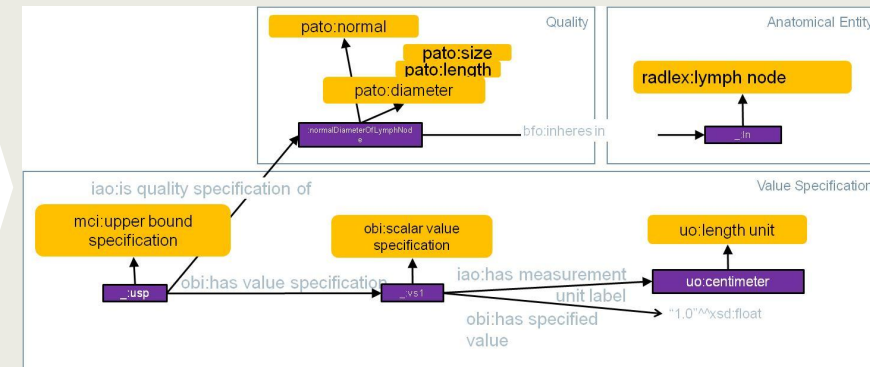 Quality
Anatomical Entity
pato:normal
pato:size
pato:length
pato:diameter
radlex:lymph node
:normalDiameterOfLymphNod
e
bfo:inheres in
_:ln
Value Specification
iao:is quality specification of
mci:upper bound
specification
obi:scalar value
specification
uo:length unit
_:usp
obi:has value specification
_:vs1
iao:has measurement
unit label
uo:centimeter
obi:has specified
value
"1.0"^^xsd:float